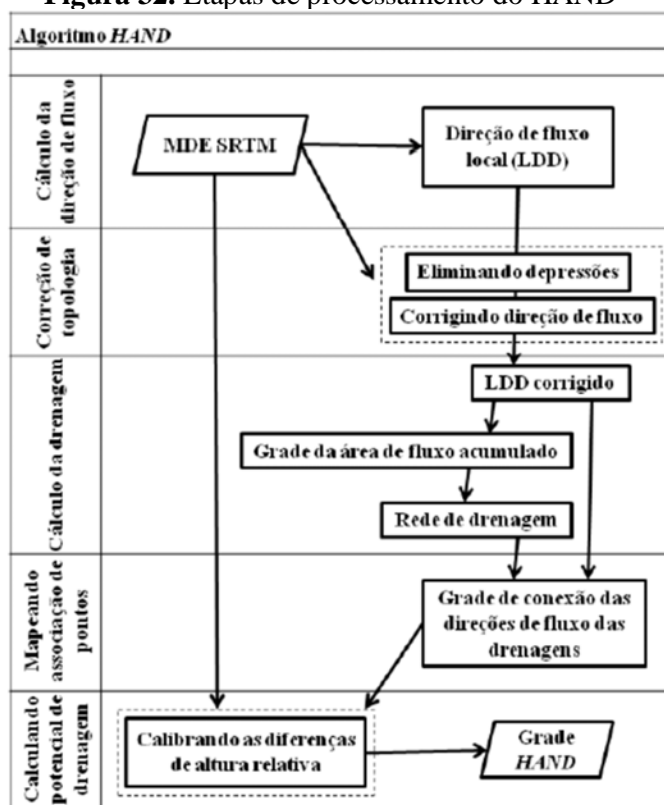 Figura 32. Etapas de processamento do HAND
Algoritmo HAND
Cálculo da
direção de fluxo
MDE SRTM
Direção de fluxo
local (LDD)
Correção de
topologia
Eliminando depressões
Corrigindo direção de fluxo
Cálculo da drenagem
LDD corrigido
Grade da área de fluxo acumulado
Rede de drenagem
Mapeando
associação de
pontos
Grade de conexão das
direções de fluxo das
drenagens
Calculando
potencial de
drenagem
Calibrando as diferenças
de altura relativa
Grade
HAND